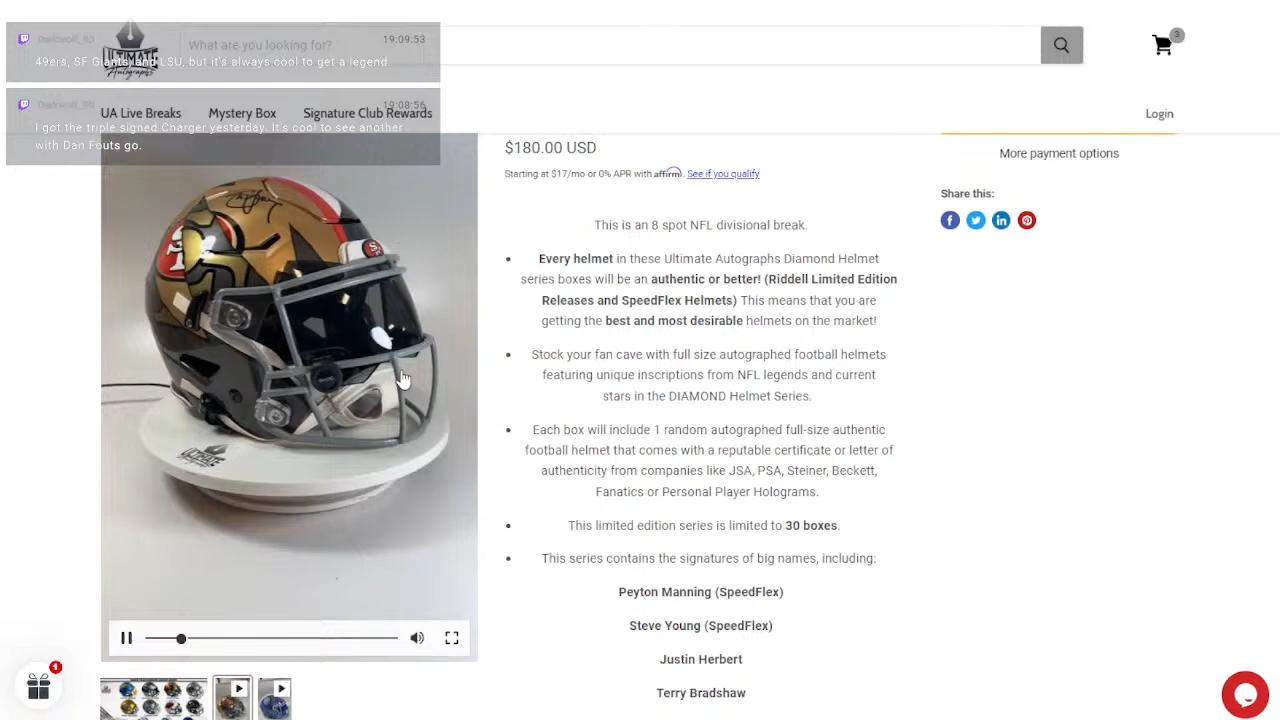 Darkwolf_80
19:09:53
What are you looking for?
49ers, SF Giants and LSU, but it's always cool to get a legend.
ULTIMATE
Autographs
3
19:08:56
UA Live Breaks
Mystery Box
Signature Club Rewards
Login
I got the triple signed Charger yesterday. It's cool to see another
with Dan Fouts go.
$180.00 USD
Starting at $17/mo or 0% APR with affirm. See if you qualify
More payment options
Share this:
This is an 8 spot NFL divisional break.
Every helmet in these Ultimate Autographs Diamond Helmet
series boxes will be an authentic or better! (Riddell Limited Edition
Releases and SpeedFlex Helmets) This means that you are
getting the best and most desirable helmets on the market!
Stock your fan cave with full size autographed football helmets
featuring unique inscriptions from NFL legends and current
stars in the DIAMOND Helmet Series.
Each box will include 1 random autographed full-size authentic
football helmet that comes with a reputable certificate or letter of
authenticity from companies like JSA, PSA, Steiner, Beckett,
Fanatics or Personal Player Holograms.
This limited edition series is limited to 30 boxes.
This series contains the signatures of big names, including:
Peyton Manning (SpeedFlex)
Steve Young (SpeedFlex)
Justin Herbert
Terry Bradshaw
SF
1